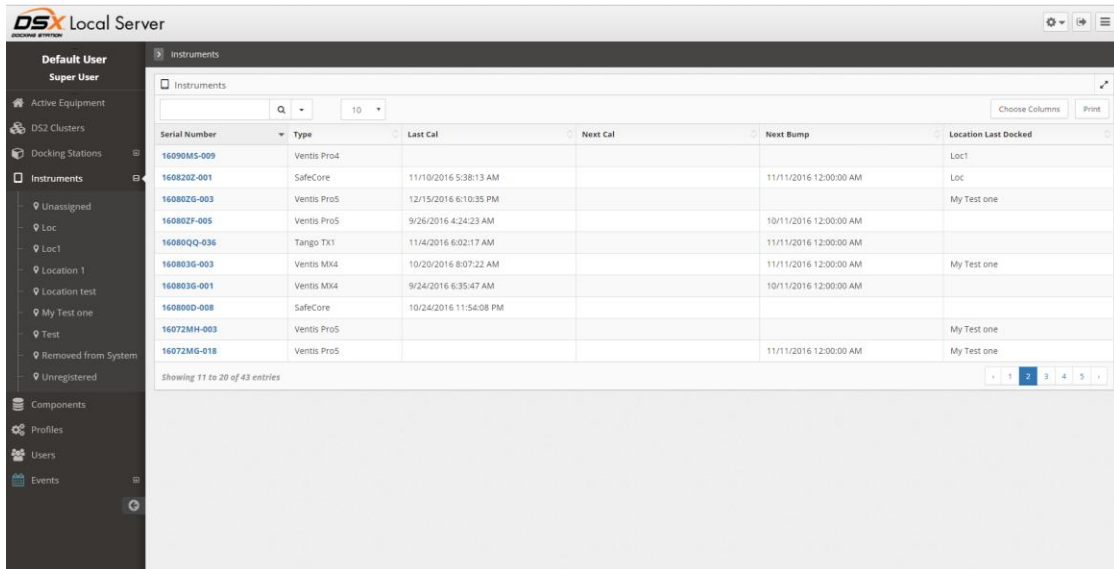 DSX Local Server
DOCKING STATION
Default User
Super User
Active Equipment
DS2 Clusters
Docking Stations
Instruments
Unassigned
Loc
Loc1
Location 1
Location test
My Test one
Test
Removed from System
Unregistered
Components
Profiles
Users
Events
Instruments
Instruments
10
Choose Columns Print
Serial Number Type Last Cal Next Cal Next Bump Location Last Docked
16090MS-009 Ventis Pro4 Loc1
160820Z-001 SafeCore 11/10/2016 5:38:13 AM 11/11/2016 12:00:00 AM Loc
16080ZG-003 Ventis Pro5 12/15/2016 6:10:35 PM My Test one
16080ZF-005 Ventis Pro5 9/26/2016 4:24:23 AM 10/11/2016 12:00:00 AM
16080QQ-036 Tango TX1 11/4/2016 6:02:17 AM 11/11/2016 12:00:00 AM
160803G-003 Ventis MX4 10/20/2016 8:07:22 AM 11/11/2016 12:00:00 AM My Test one
160803G-001 Ventis MX4 9/24/2016 6:35:47 AM 10/11/2016 12:00:00 AM
160800D-008 SafeCore 10/24/2016 11:54:08 PM
16072MH-003 Ventis Pro5 My Test one
16072MG-018 Ventis Pro5 11/11/2016 12:00:00 AM My Test one
Showing 11 to 20 of 43 entries
‹ 1 2 3 4 5 ›